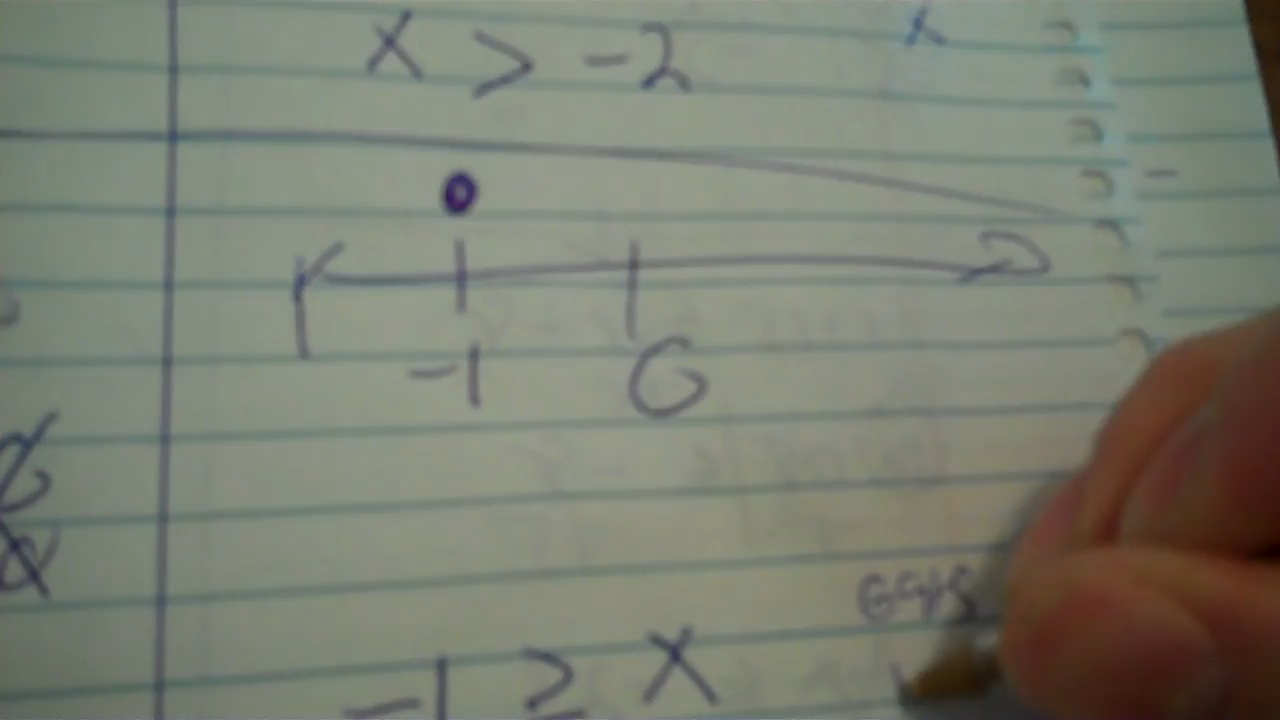 x > -2
x
-1 0
-1 ≥ x